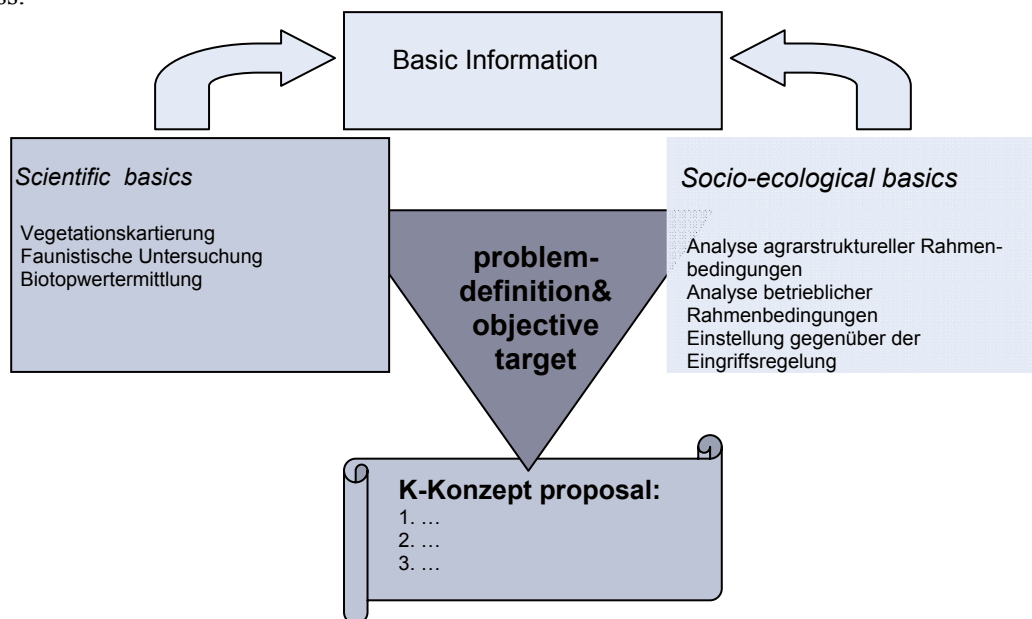 ss.
Basic Information
Scientific basics
Vegetationskartierung
Faunistische Untersuchung
Biotopwertermittlung
Socio-ecological basics
Analyse agrarstruktureller Rahmen-
bedingungen
Analyse betrieblicher
Rahmenbedingungen
Einstellung gegenüber der
Eingriffsregelung
problem-
definition&
objective
target
K-Konzept proposal:
1. ...
2. ...
3. ...